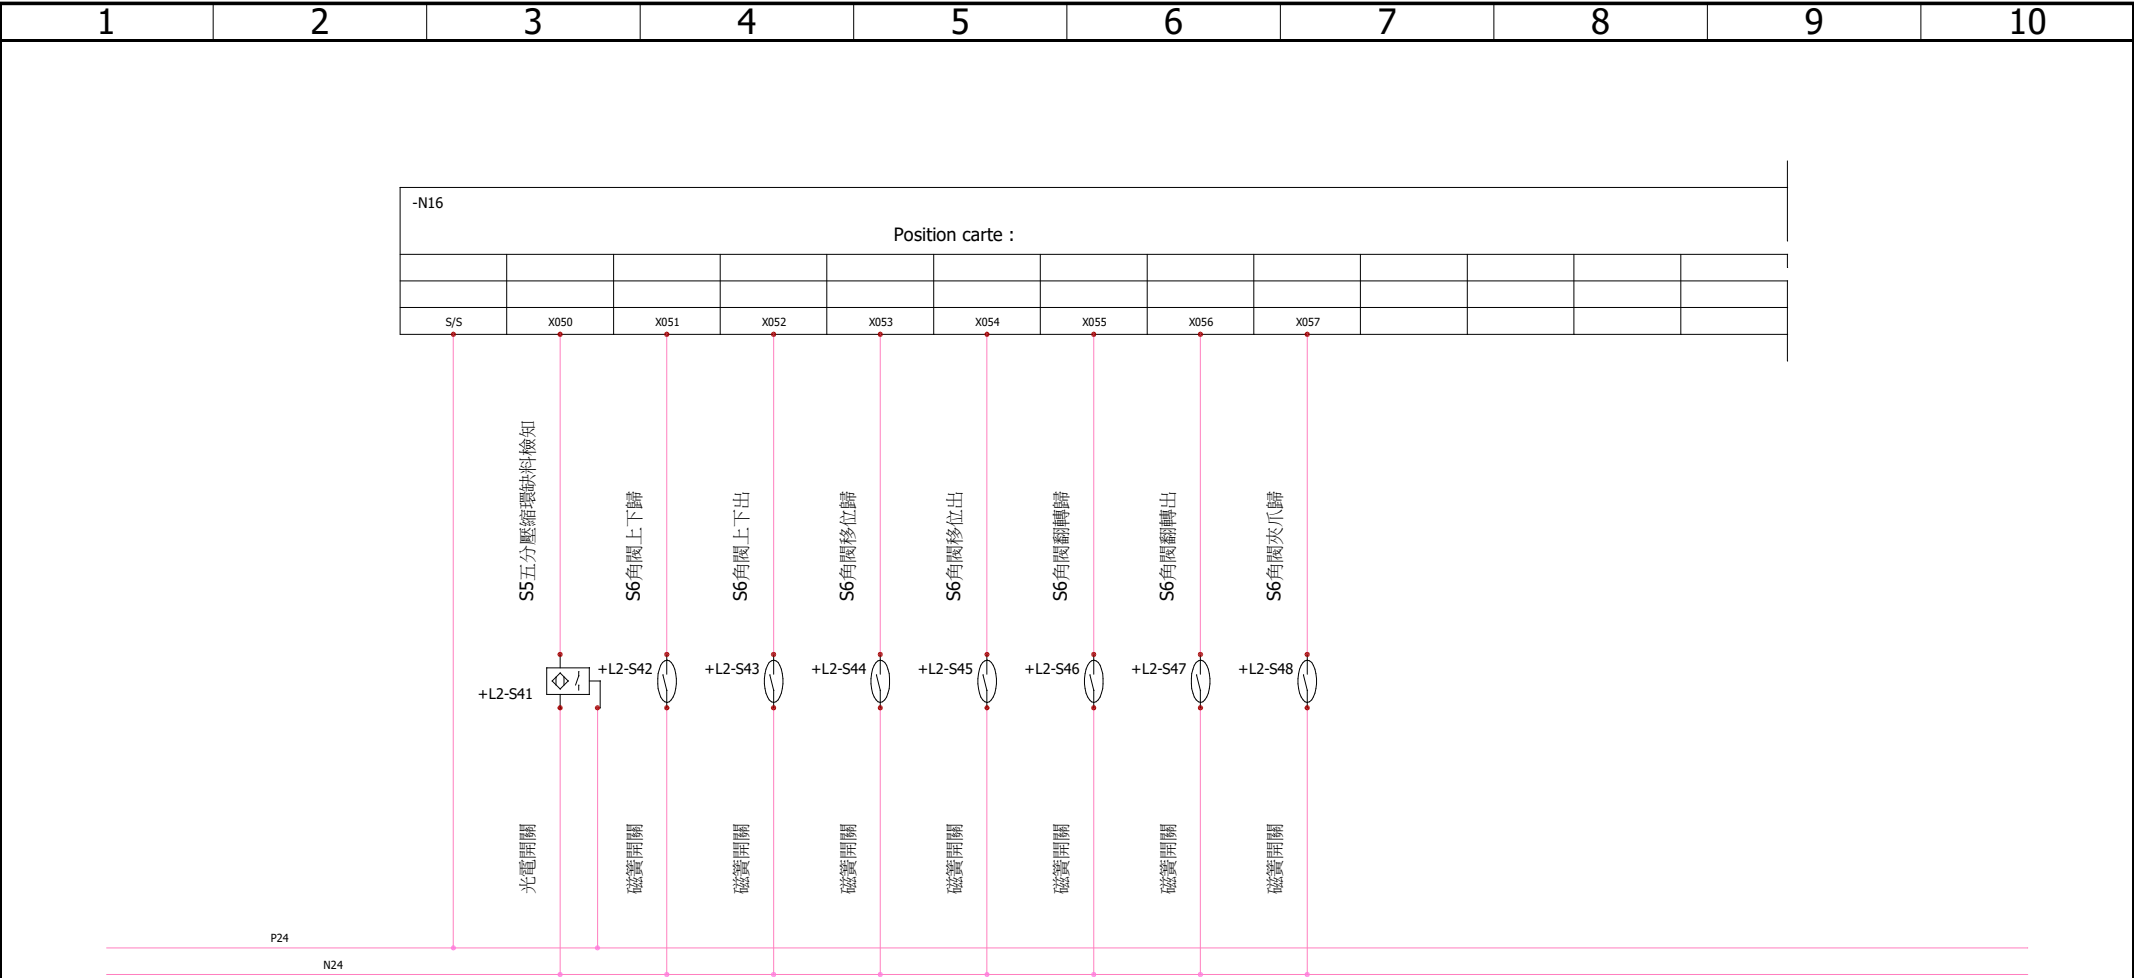 1 2 3 4 5 6 7 8 9 10
-N16
Position carte :
S/S X050 X051 X052 X053 X054 X055 X056 X057
S5五分壓縮環缺料檢知
S6角閥上下歸
S6角閥上下出
S6角閥移位歸
S6角閥移位出
S6角閥翻轉歸
S6角閥翻轉出
S6角閥夾爪歸
+L2-S41
+L2-S42
+L2-S43
+L2-S44
+L2-S45
+L2-S46
+L2-S47
+L2-S48
光電開關
磁簧開關
磁簧開關
磁簧開關
磁簧開關
磁簧開關
磁簧開關
磁簧開關
P24
N24